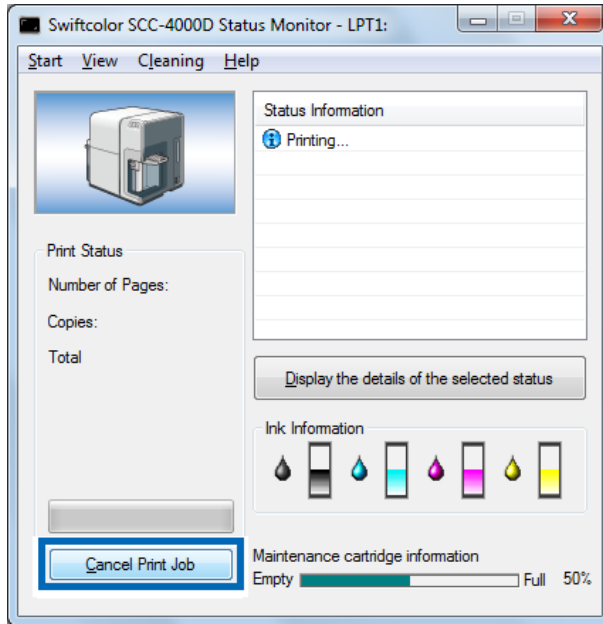 Swiftcolor SCC-4000D Status Monitor - LPT1:
Start View Cleaning Help
Status Information
Printing...
Print Status
Number of Pages:
Copies:
Total
Display the details of the selected status
Ink Information
Cancel Print Job
Maintenance cartridge information
Empty Full 50%